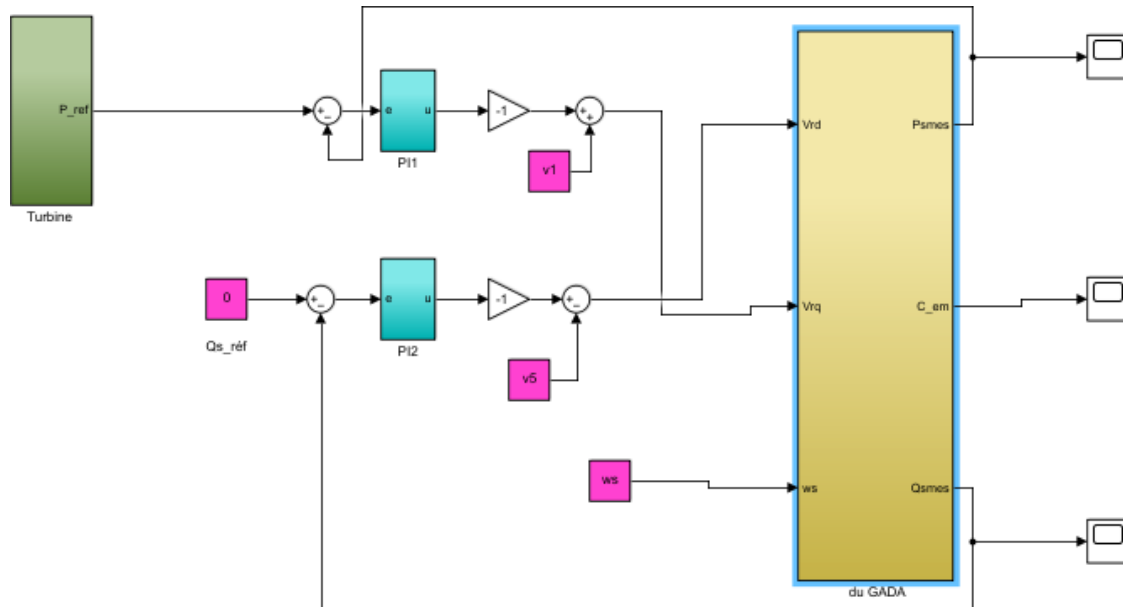 P_ref
Turbine
+
-
e
u
PI1
-1
+
+
v1
0
Qs_réf
+
-
e
u
PI2
-1
+
-
v5
ws
Vrd
Psmes
Vrq
C_em
ws
Qsmes
du GADA